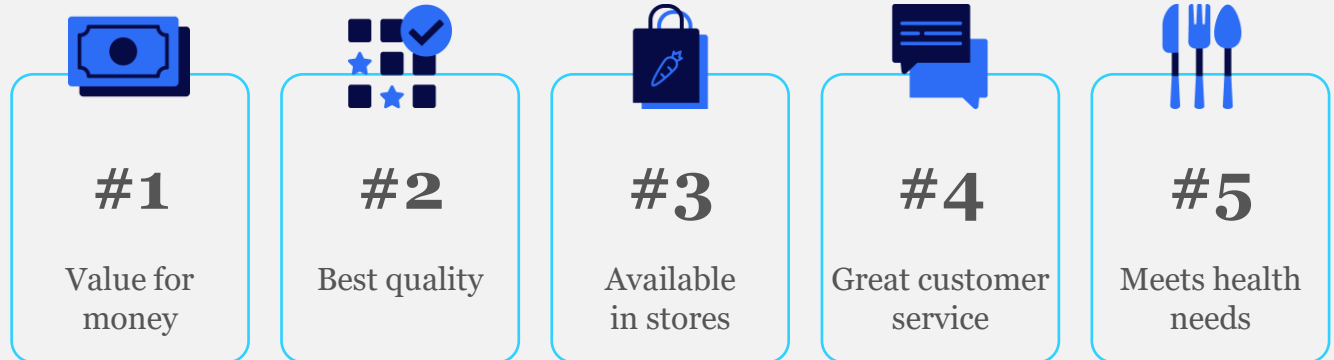 #1
Value for
money
#2
Best quality
#3
Available
in stores
#4
Great customer
service
#5
Meets health
needs